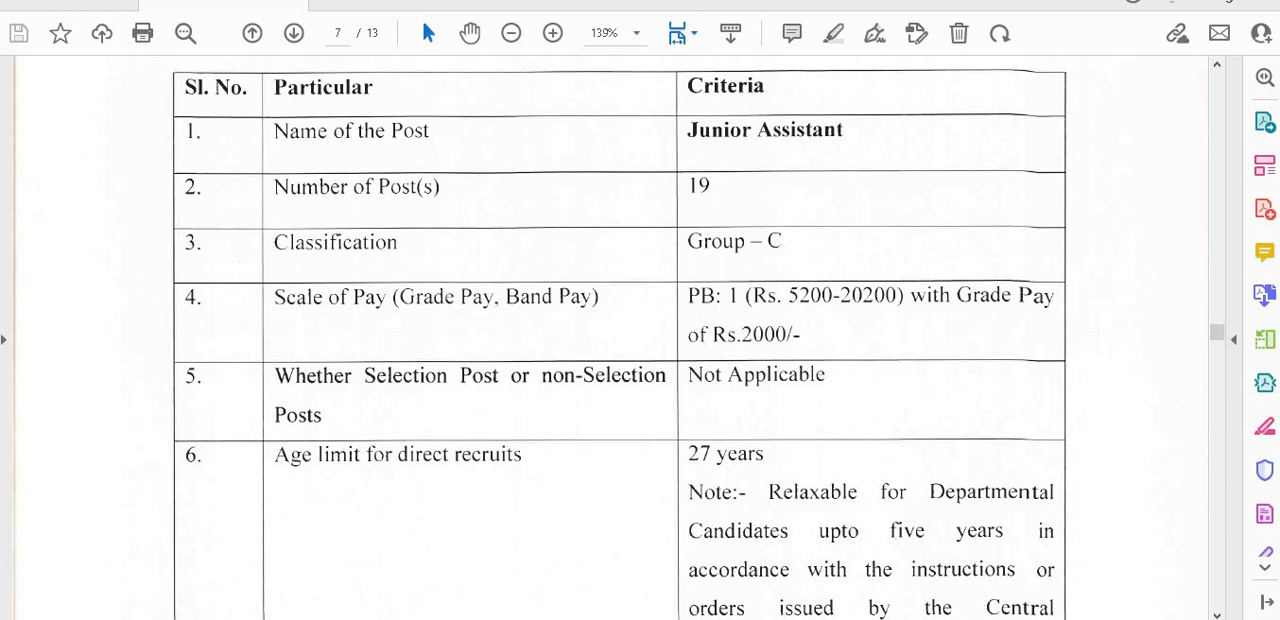 7 / 13
139%
Sl. No. Particular Criteria
1. Name of the Post Junior Assistant
2. Number of Post(s) 19
3. Classification Group – C
4. Scale of Pay (Grade Pay, Band Pay) PB: 1 (Rs. 5200-20200) with Grade Pay
of Rs.2000/-
5. Whether Selection Post or non-Selection Not Applicable
Posts
6. Age limit for direct recruits 27 years
Note:- Relaxable for Departmental
Candidates upto five years in
accordance with the instructions or
orders issued by the Central